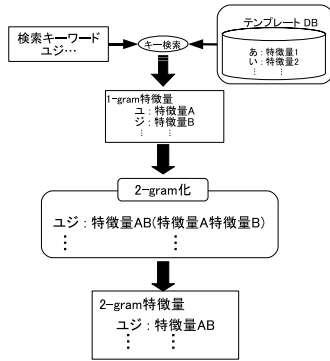 検索キーワード
ユジ…
キー検索
テンプレート DB
あ : 特徴量1
い : 特徴量2
… …
1-gram特徴量
ユ : 特徴量A
ジ : 特徴量B
… …
2-gram化
ユジ : 特徴量AB(特徴量A特徴量B)
⋮ ⋮
2-gram特徴量
ユジ : 特徴量AB
⋮ ⋮